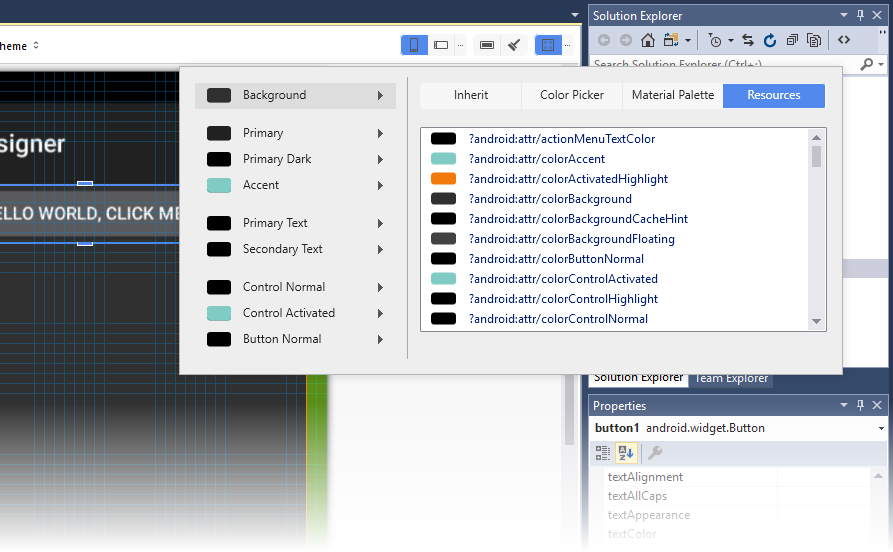 Solution Explorer
heme
Search Solution Explorer (Ctrl+;)
signer
ELLO WORLD, CLICK ME
Background
Primary
Primary Dark
Accent
Primary Text
Secondary Text
Control Normal
Control Activated
Button Normal
Inherit
Color Picker
Material Palette
Resources
?android:attr/actionMenuTextColor
?android:attr/colorAccent
?android:attr/colorActivatedHighlight
?android:attr/colorBackground
?android:attr/colorBackgroundCacheHint
?android:attr/colorBackgroundFloating
?android:attr/colorButtonNormal
?android:attr/colorControlActivated
?android:attr/colorControlHighlight
?android:attr/colorControlNormal
Solution Explorer
Team Explorer
Properties
button1 android.widget.Button
textAlignment
textAllCaps
textAppearance
textColor